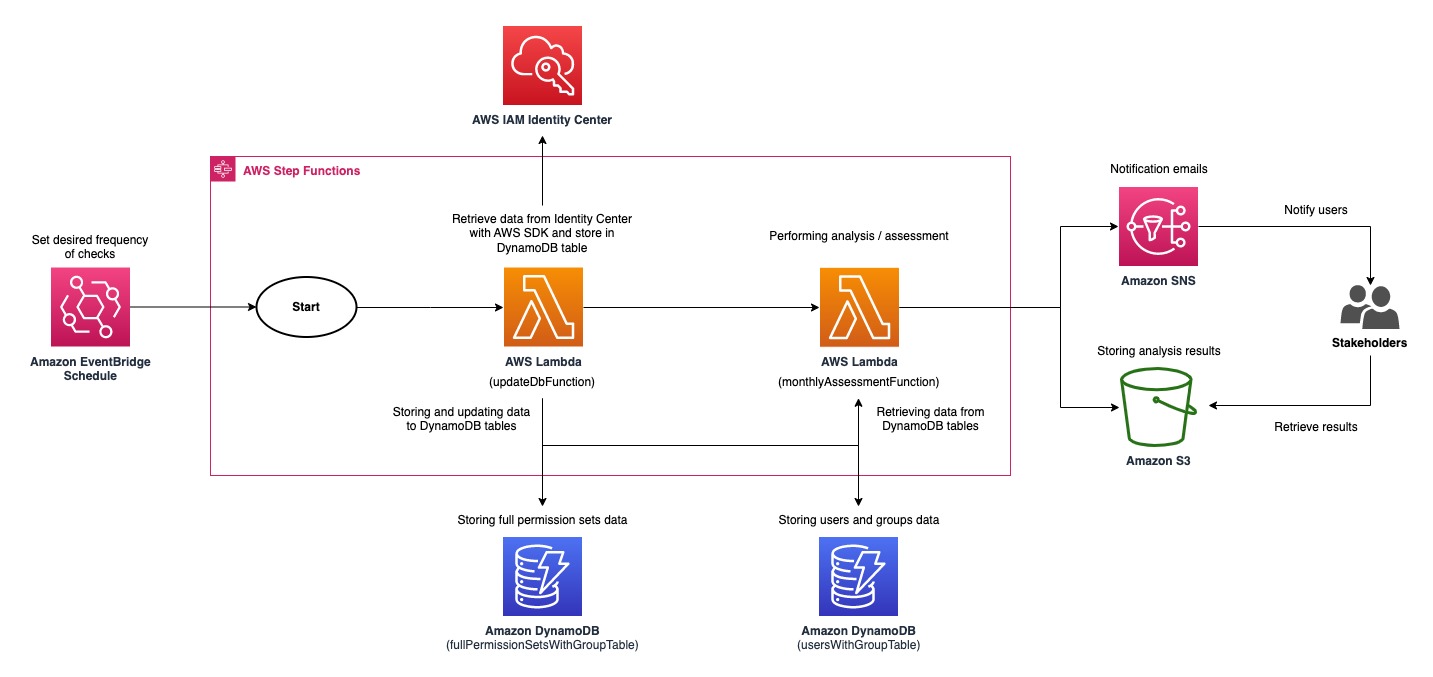 AWS IAM Identity Center
AWS Step Functions
Retrieve data from Identity Center
with AWS SDK and store in
DynamoDB table
Performing analysis / assessment
Notification emails
Amazon SNS
Notify users
Set desired frequency
of checks
Amazon EventBridge
Schedule
Start
AWS Lambda
(updateDbFunction)
AWS Lambda
(monthlyAssessmentFunction)
Stakeholders
Storing analysis results
Amazon S3
Retrieve results
Storing and updating data
to DynamoDB tables
Retrieving data from
DynamoDB tables
Storing full permission sets data
Amazon DynamoDB
(fullPermissionSetsWithGroupTable)
Storing users and groups data
Amazon DynamoDB
(usersWithGroupTable)